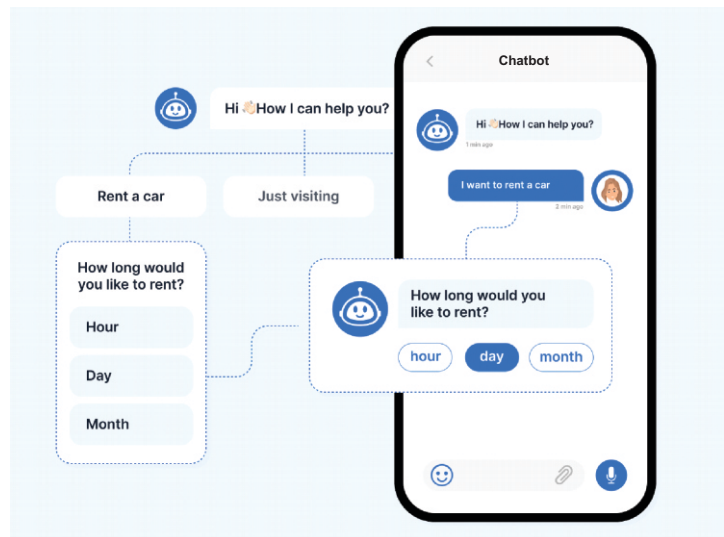 Chatbot
Hi 👋🏻How I can help you?
Hi 👋🏻How I can help you?
1 min ago
Rent a car
Just visiting
I want to rent a car
2 min ago
How long would
you like to rent?
Hour
Day
Month
How long would you
like to rent?
hour
day
month